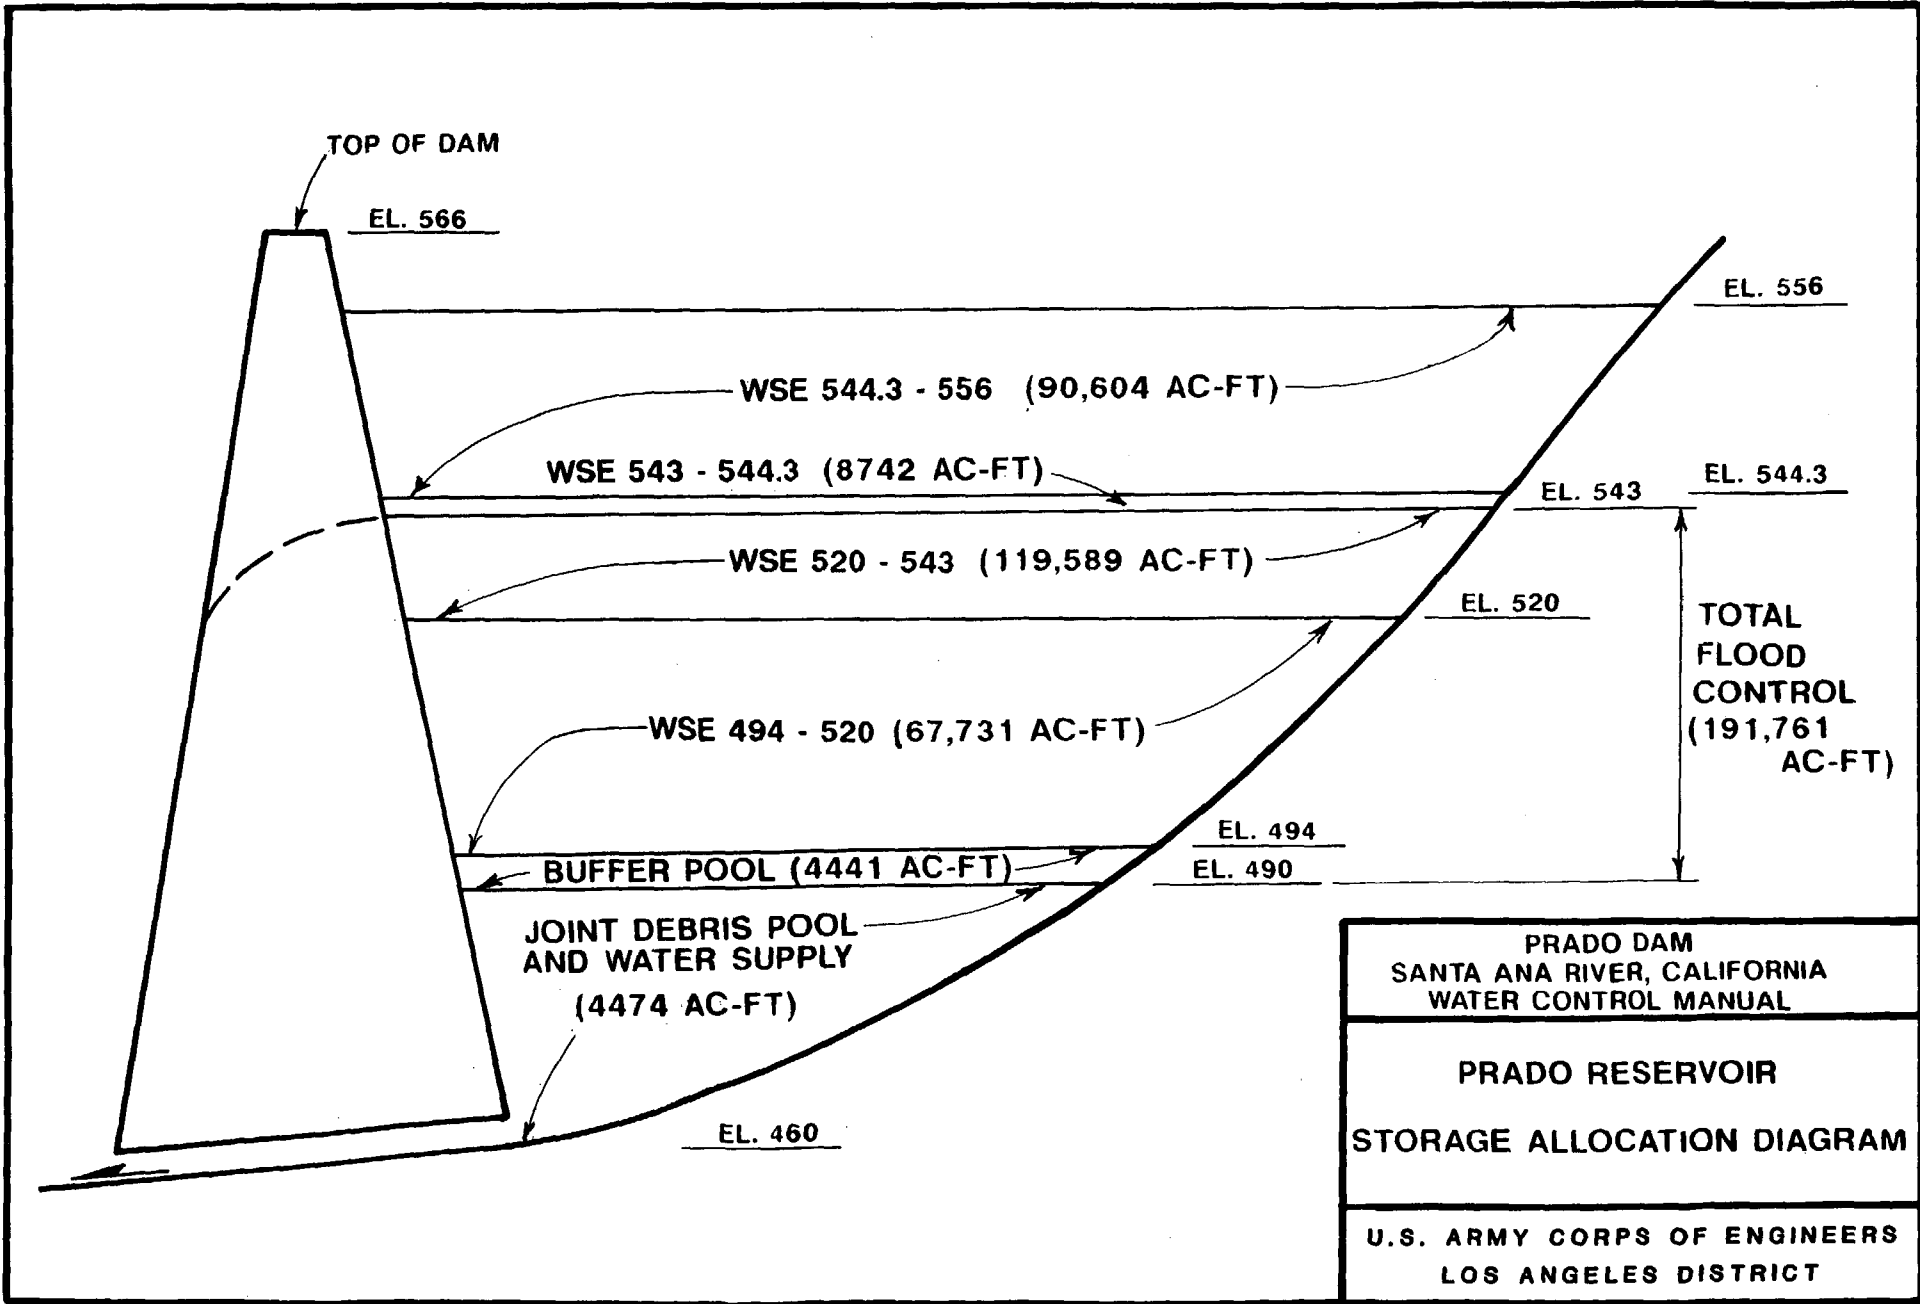 TOP OF DAM
EL. 566
EL. 556
WSE 544.3 - 556 (90,604 AC-FT)
WSE 543 - 544.3 (8742 AC-FT)
EL. 544.3
EL. 543
WSE 520 - 543 (119,589 AC-FT)
EL. 520
TOTAL
FLOOD
CONTROL
(191,761
AC-FT)
WSE 494 - 520 (67,731 AC-FT)
EL. 494
BUFFER POOL (4441 AC-FT)
EL. 490
JOINT DEBRIS POOL
AND WATER SUPPLY
(4474 AC-FT)
EL. 460
PRADO DAM
SANTA ANA RIVER, CALIFORNIA
WATER CONTROL MANUAL
PRADO RESERVOIR
STORAGE ALLOCATION DIAGRAM
U.S. ARMY CORPS OF ENGINEERS
LOS ANGELES DISTRICT